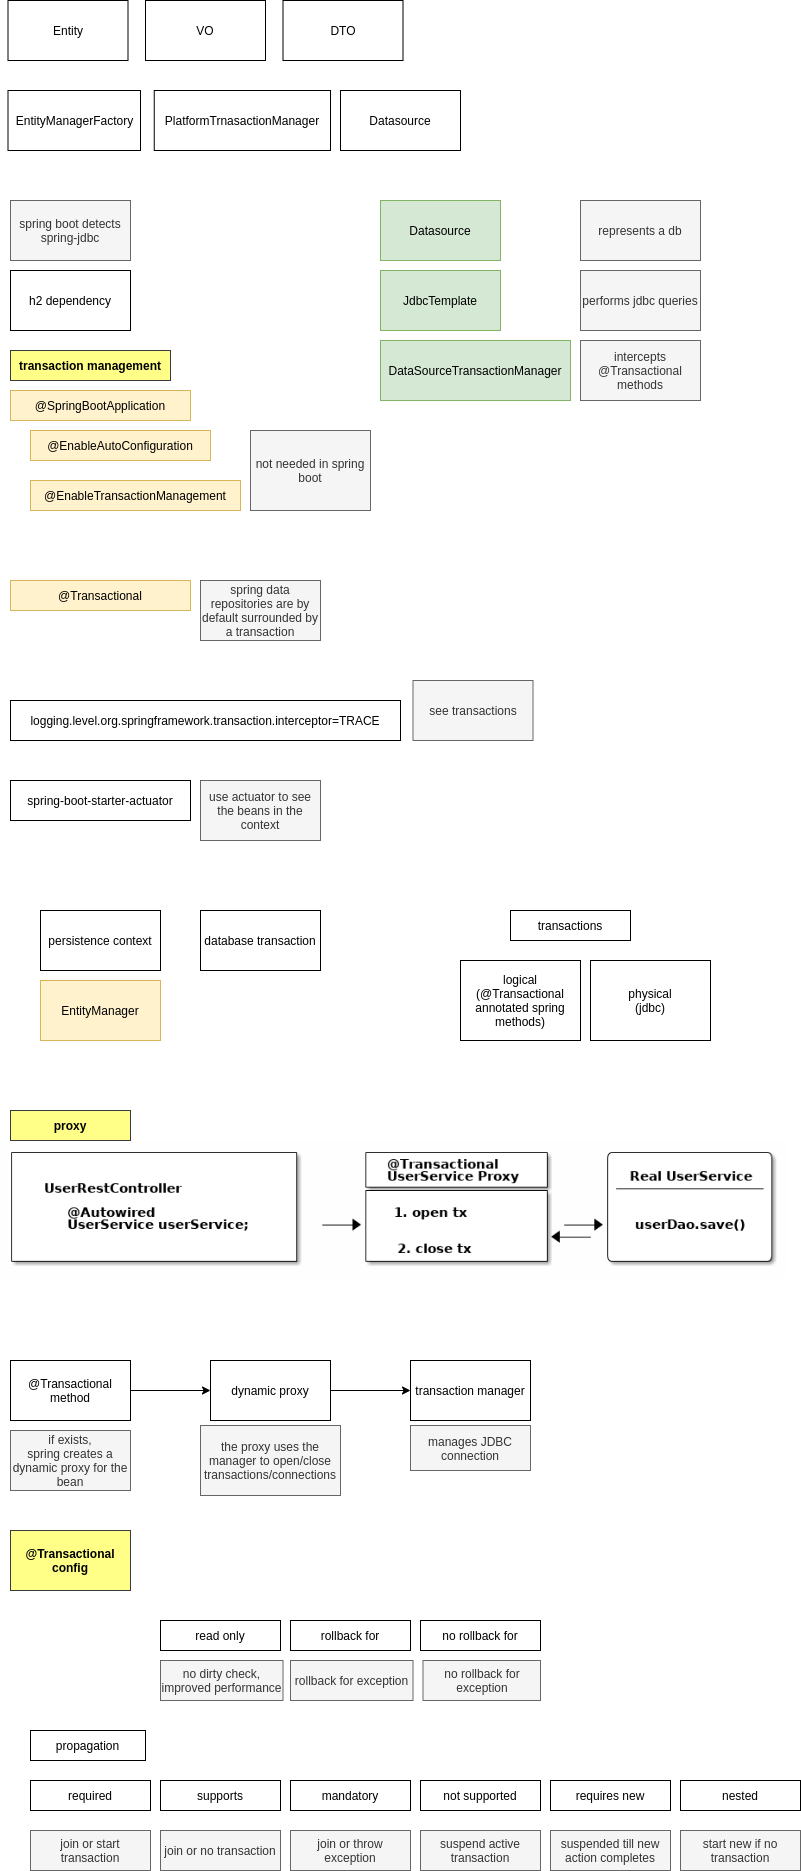 Entity
VO
DTO
EntityManagerFactory
PlatformTrnasactionManager
Datasource
spring boot detects
spring-jdbc
Datasource
represents a db
h2 dependency
JdbcTemplate
performs jdbc queries
transaction management
DataSourceTransactionManager
intercepts
@Transactional
methods
@SpringBootApplication
@EnableAutoConfiguration
not needed in spring
boot
@EnableTransactionManagement
@Transactional
spring data
repositories are by
default surrounded by
a transaction
logging.level.org.springframework.transaction.interceptor=TRACE
see transactions
spring-boot-starter-actuator
use actuator to see
the beans in the
context
persistence context
database transaction
transactions
EntityManager
logical
(@Transactional
annotated spring
methods)
physical
(jdbc)
proxy
UserRestController
@Autowired
UserService userService;
@Transactional
UserService Proxy
1. open tx
2. close tx
Real UserService
userDao.save()
@Transactional
method
dynamic proxy
transaction manager
if exists,
spring creates a
dynamic proxy for the
bean
the proxy uses the
manager to open/close
transactions/connections
manages JDBC
connection
@Transactional
config
read only
rollback for
no rollback for
no dirty check,
improved performance
rollback for exception
no rollback for
exception
propagation
required
supports
mandatory
not supported
requires new
nested
join or start
transaction
join or no transaction
join or throw
exception
suspend active
transaction
suspended till new
action completes
start new if no
transaction